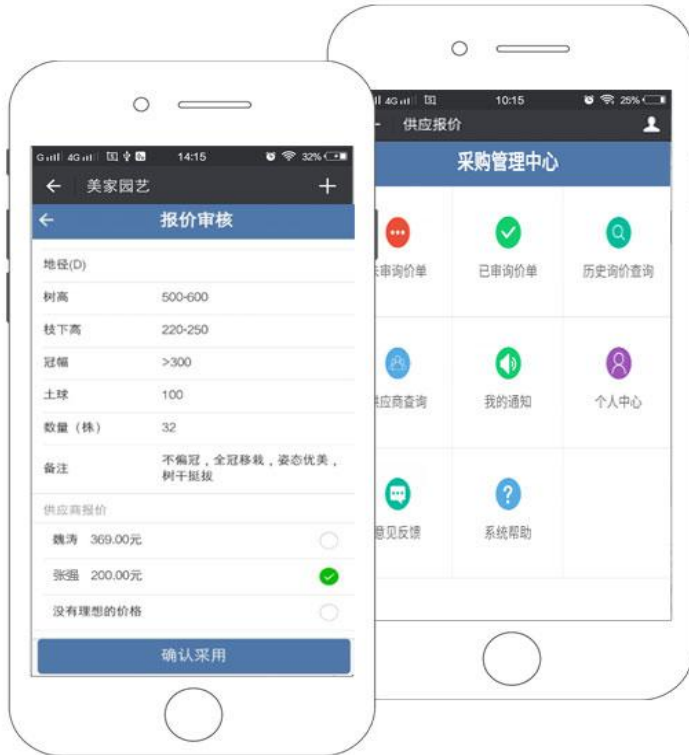 4G 14:15 32%
美家园艺
报价审核
地径(D)
树高 500-600
枝下高 220-250
冠幅 >300
土球 100
数量（株） 32
备注 不偏冠，全冠移栽，姿态优美，
树干挺拔
供应商报价
魏涛 369.00元
张强 200.00元
没有理想的价格
确认采用
4G 10:15 25%
供应报价
采购管理中心
审询价单 已审询价单 历史询价查询
应商查询 我的通知 个人中心
意见反馈 系统帮助